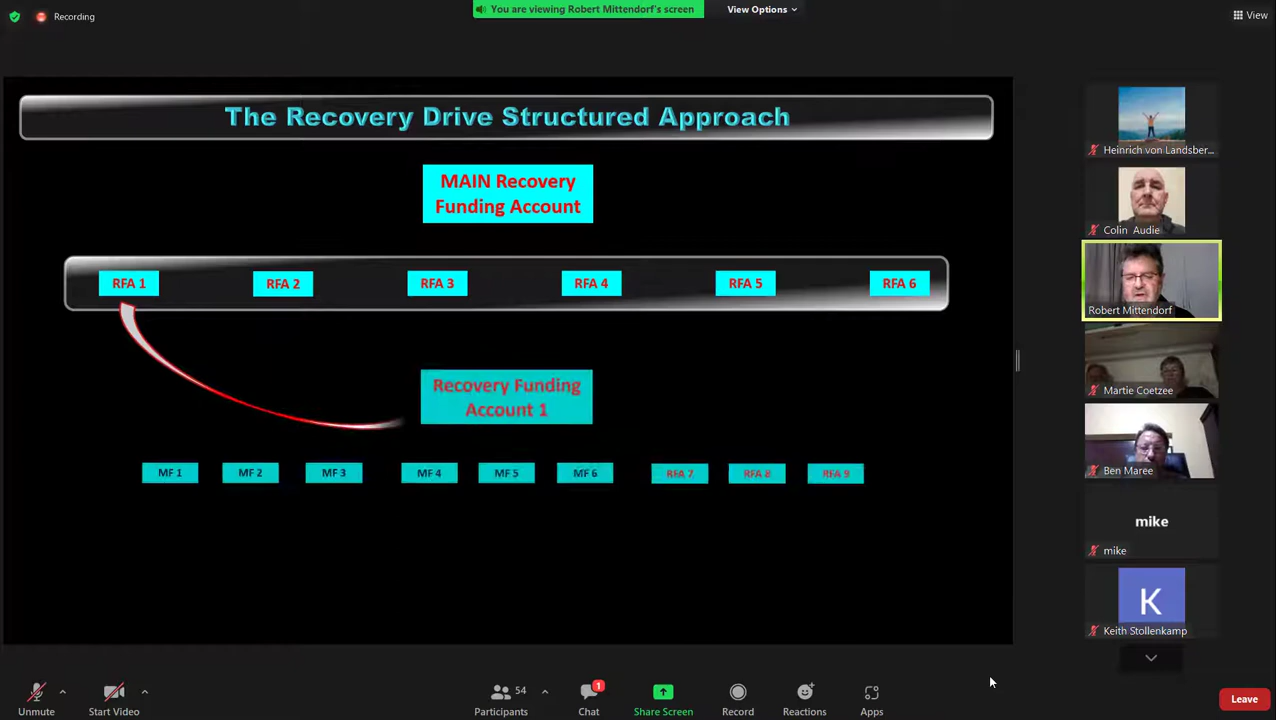 Recording
You are viewing Robert Mittendorf's screen
View Options
View
The Recovery Drive Structured Approach
MAIN Recovery
Funding Account
RFA 1
RFA 2
RFA 3
RFA 4
RFA 5
RFA 6
Recovery Funding
Account 1
MF 1
MF 2
MF 3
MF 4
MF 5
MF 6
RFA 7
RFA 8
RFA 9
Heinrich von Landsber...
Colin Audie
Robert Mittendorf
Martie Coetzee
Ben Maree
mike
mike
K
Keith Stollenkamp
Unmute
Start Video
54
Participants
1
Chat
Share Screen
Record
Reactions
Apps
Leave